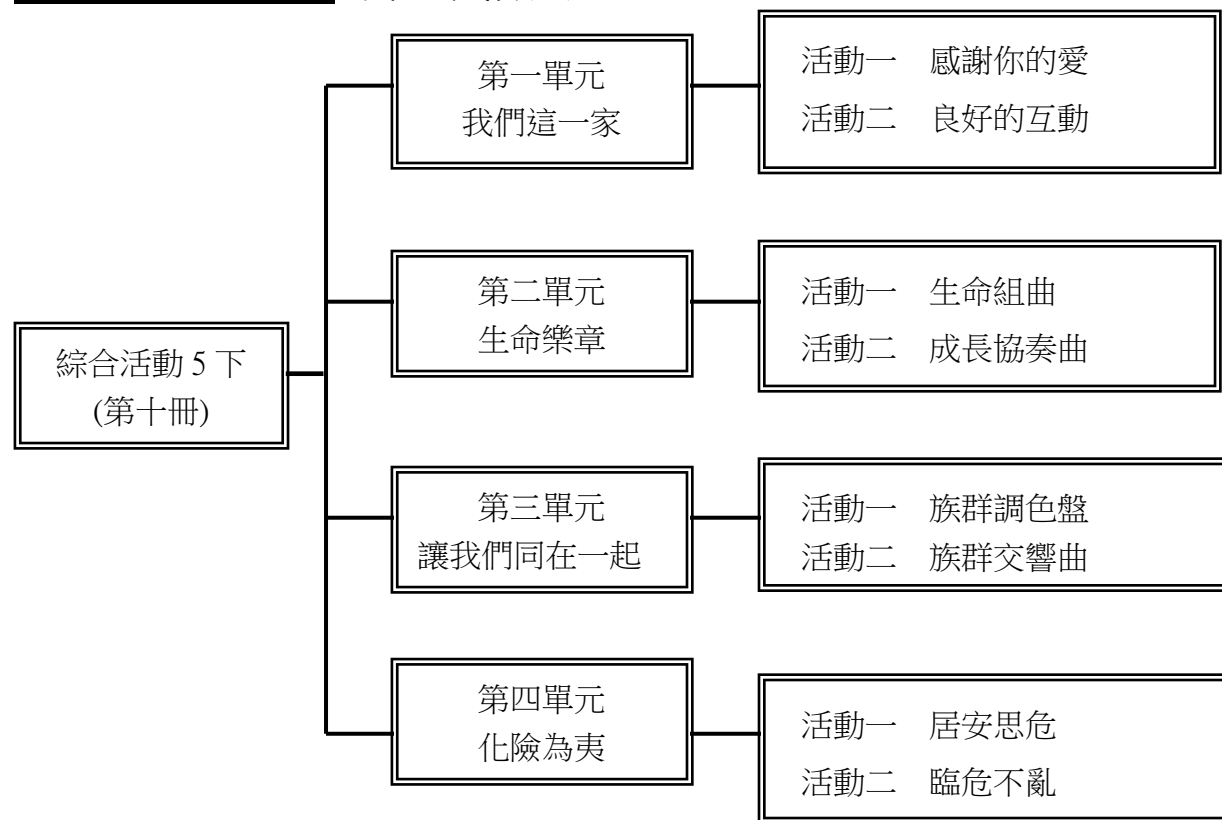 綜合活動 5 下
(第十冊)
第一單元
我們這一家
活動一 感謝你的愛
活動二 良好的互動
第二單元
生命樂章
活動一 生命組曲
活動二 成長協奏曲
第三單元
讓我們同在一起
活動一 族群調色盤
活動二 族群交響曲
第四單元
化險為夷
活動一 居安思危
活動二 臨危不亂